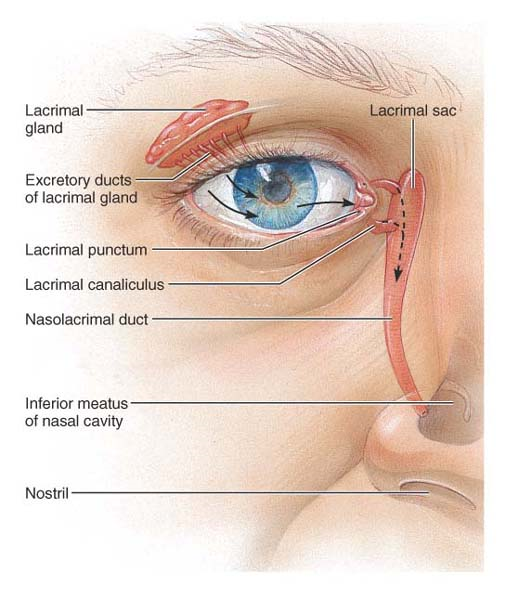 Lacrimal
gland
Lacrimal sac
Excretory ducts
of lacrimal gland
Lacrimal punctum
Lacrimal canaliculus
Nasolacrimal duct
Inferior meatus
of nasal cavity
Nostril